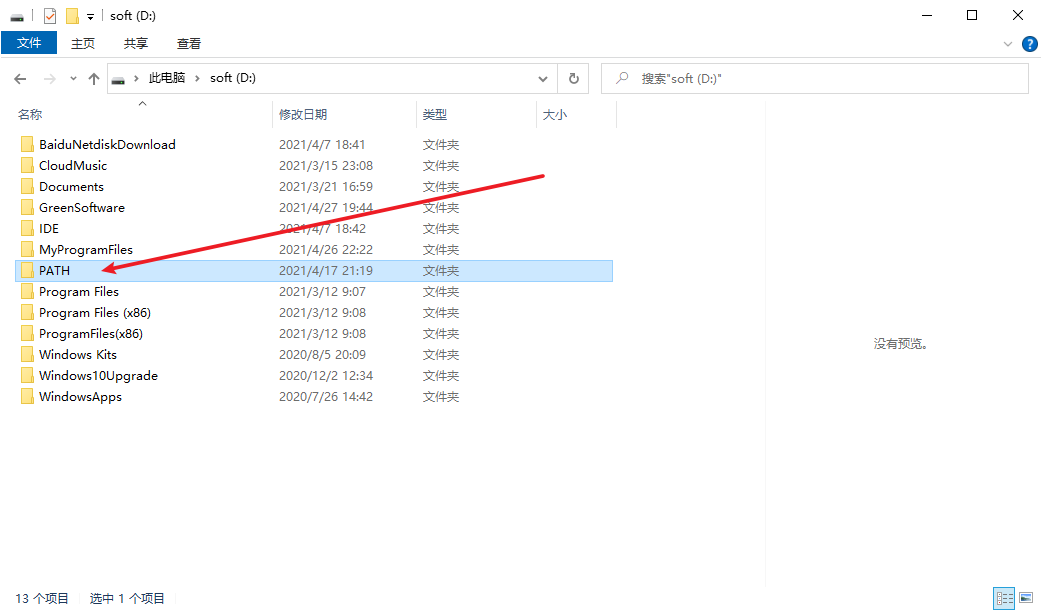 soft (D:)
文件 主页 共享 查看
此电脑 soft (D:) 搜索"soft (D:)"
名称 修改日期 类型 大小
BaiduNetdiskDownload 2021/4/7 18:41 文件夹
CloudMusic 2021/3/15 23:08 文件夹
Documents 2021/3/21 16:59 文件夹
GreenSoftware 2021/4/27 19:44 文件夹
IDE 2021/4/7 18:42 文件夹
MyProgramFiles 2021/4/26 22:22 文件夹
PATH 2021/4/17 21:19 文件夹
Program Files 2021/3/12 9:07 文件夹
Program Files (x86) 2021/3/12 9:08 文件夹
ProgramFiles(x86) 2021/3/12 9:08 文件夹
Windows Kits 2020/8/5 20:09 文件夹
Windows10Upgrade 2020/12/2 12:34 文件夹
WindowsApps 2020/7/26 14:42 文件夹
没有预览。
13 个项目 选中 1 个项目